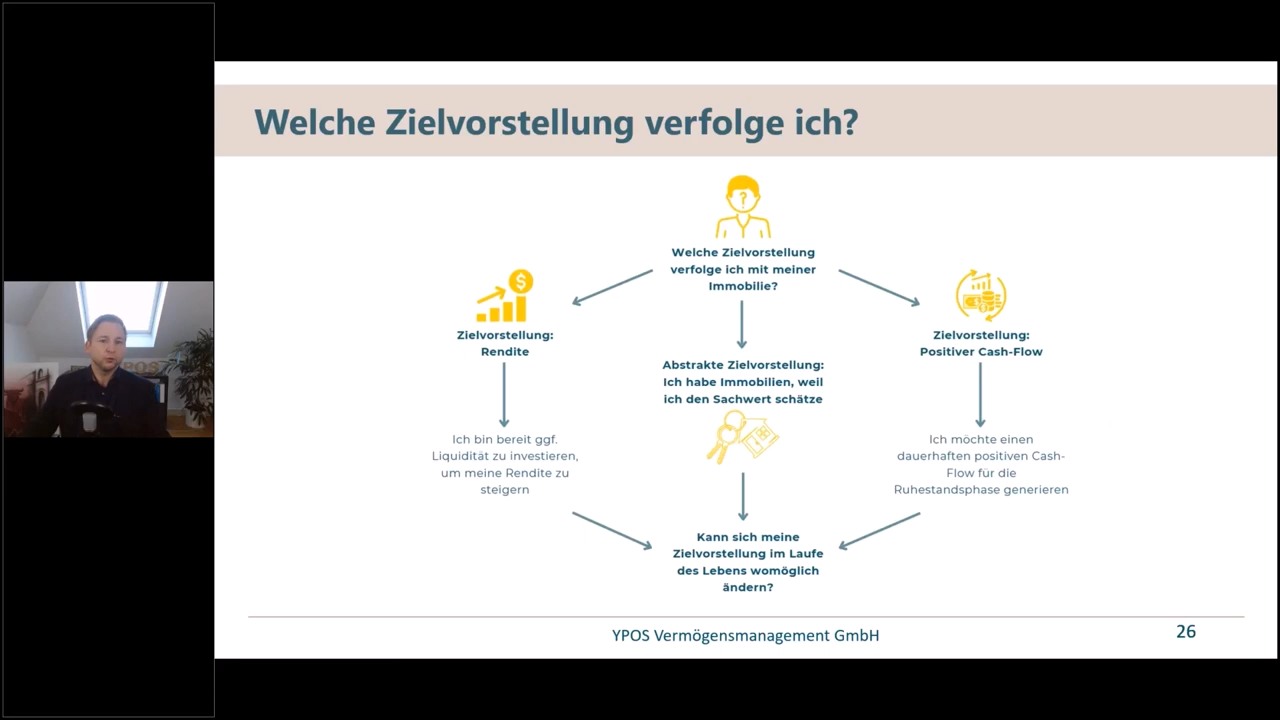 Welche Zielvorstellung verfolge ich?
?
Welche Zielvorstellung
verfolge ich mit meiner
Immobilie?
$
Zielvorstellung:
Rendite
Abstrakte Zielvorstellung:
Ich habe Immobilien, weil
ich den Sachwert schätze
Zielvorstellung:
Positiver Cash-Flow
Ich bin bereit ggf.
Liquidität zu investieren,
um meine Rendite zu
steigern
Ich möchte einen
dauerhaften positiven Cash-
Flow für die
Ruhestandsphase generieren
Kann sich meine
Zielvorstellung im Laufe
des Lebens womöglich
ändern?
YPOS Vermögensmanagement GmbH
26
YPOS